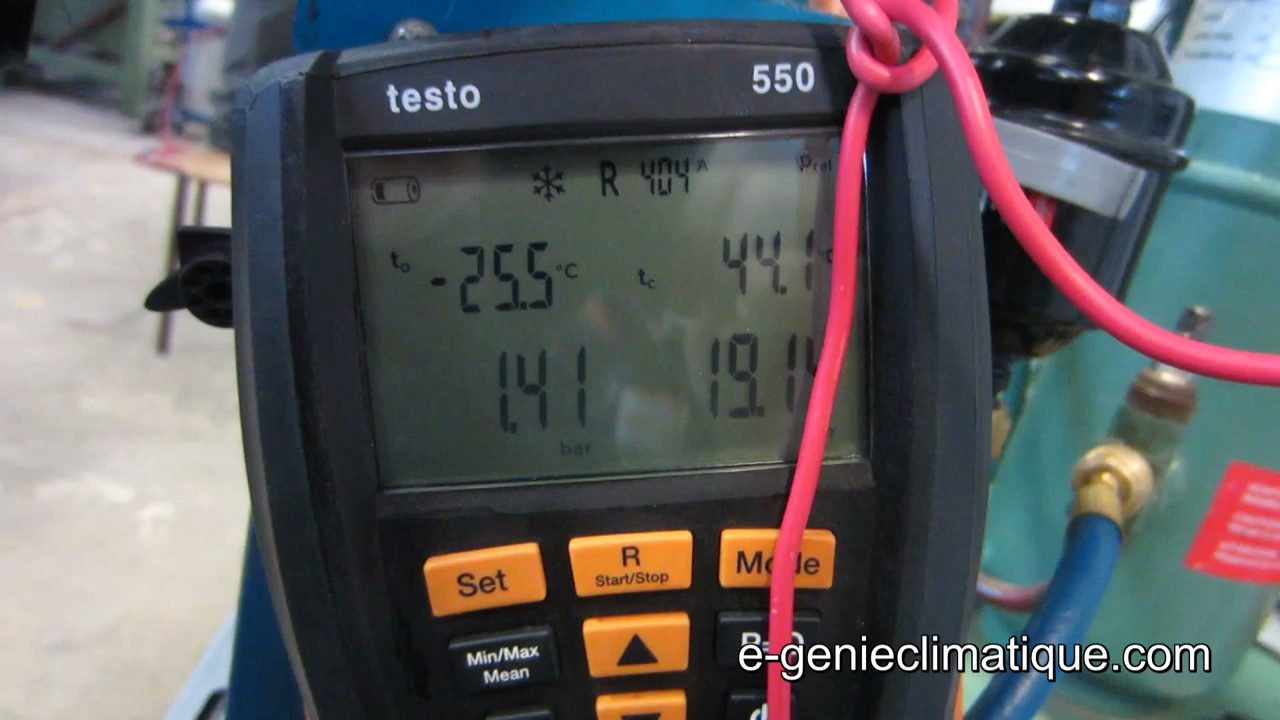 testo 550
R 404A Prel
to -25.5 °C tc 44.1
1.41 19.1
bar
Set R Mode
Start/Stop
Min/Max
Mean
e-genieclimatique.com